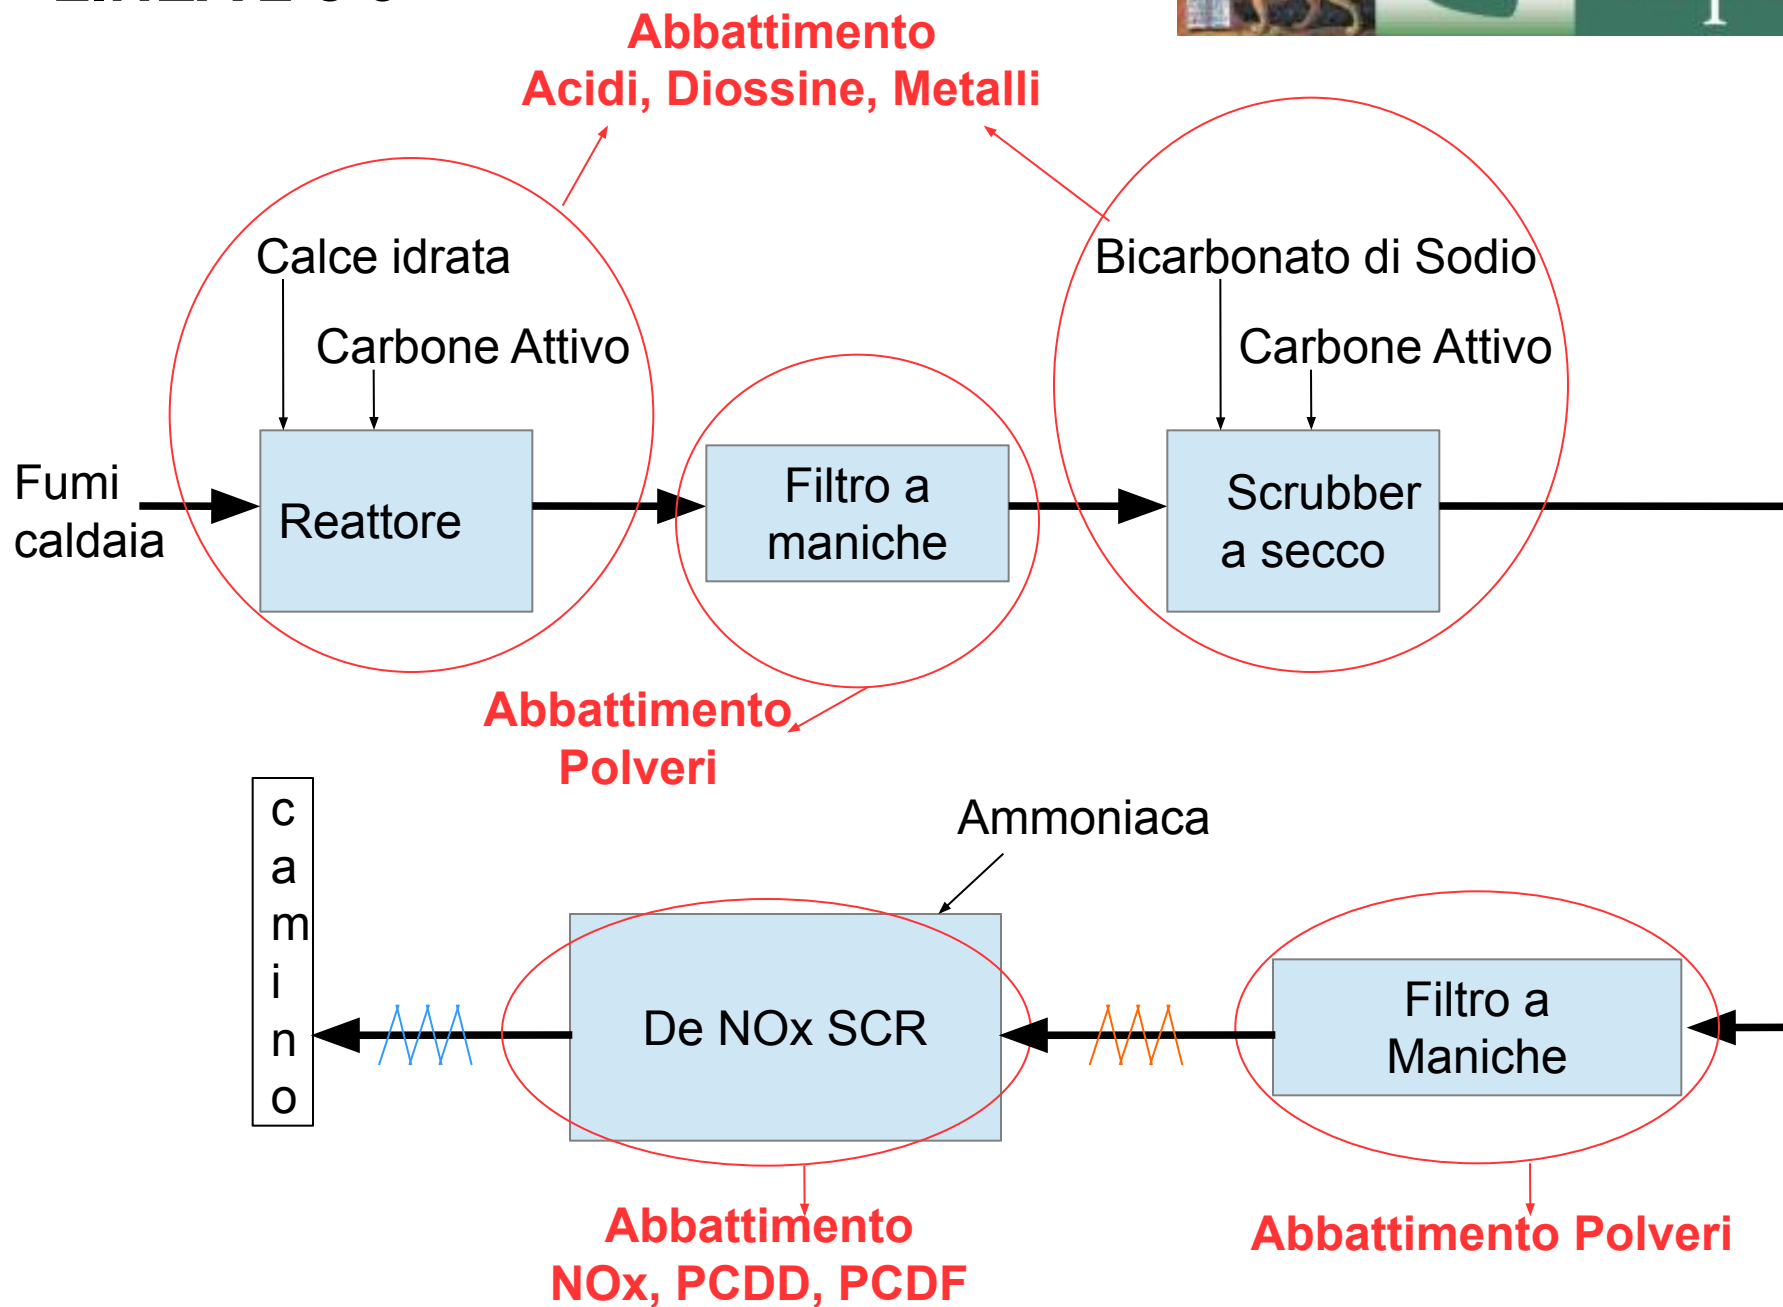 Abbattimento
Acidi, Diossine, Metalli
Calce idrata
Carbone Attivo
Bicarbonato di Sodio
Carbone Attivo
Fumi
caldaia
Reattore
Filtro a
maniche
Scrubber
a secco
Abbattimento
Polveri
c
a
m
i
n
o
Ammoniaca
De NOx SCR
Filtro a
Maniche
Abbattimento
NOx, PCDD, PCDF
Abbattimento Polveri